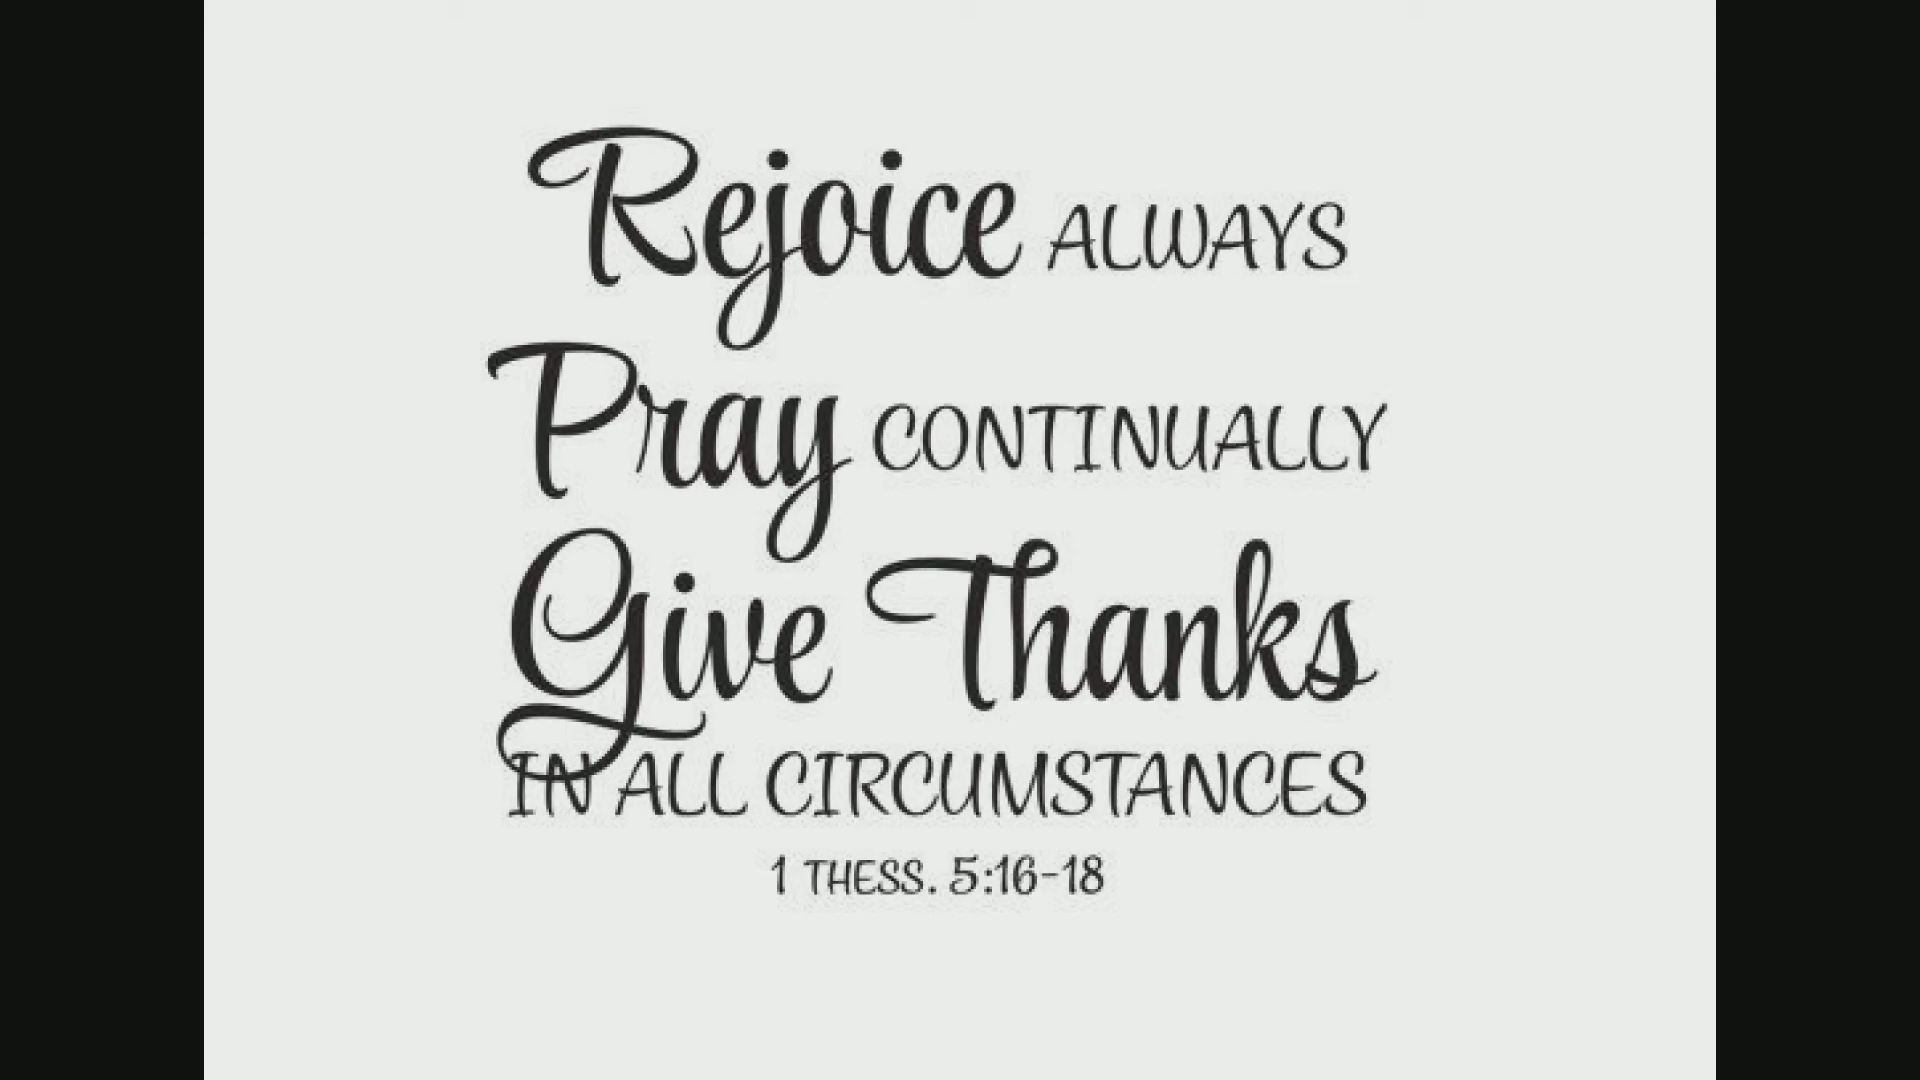 Rejoice ALWAYS
Pray CONTINUALLY
Give Thanks
IN ALL CIRCUMSTANCES
1 THESS. 5:16-18